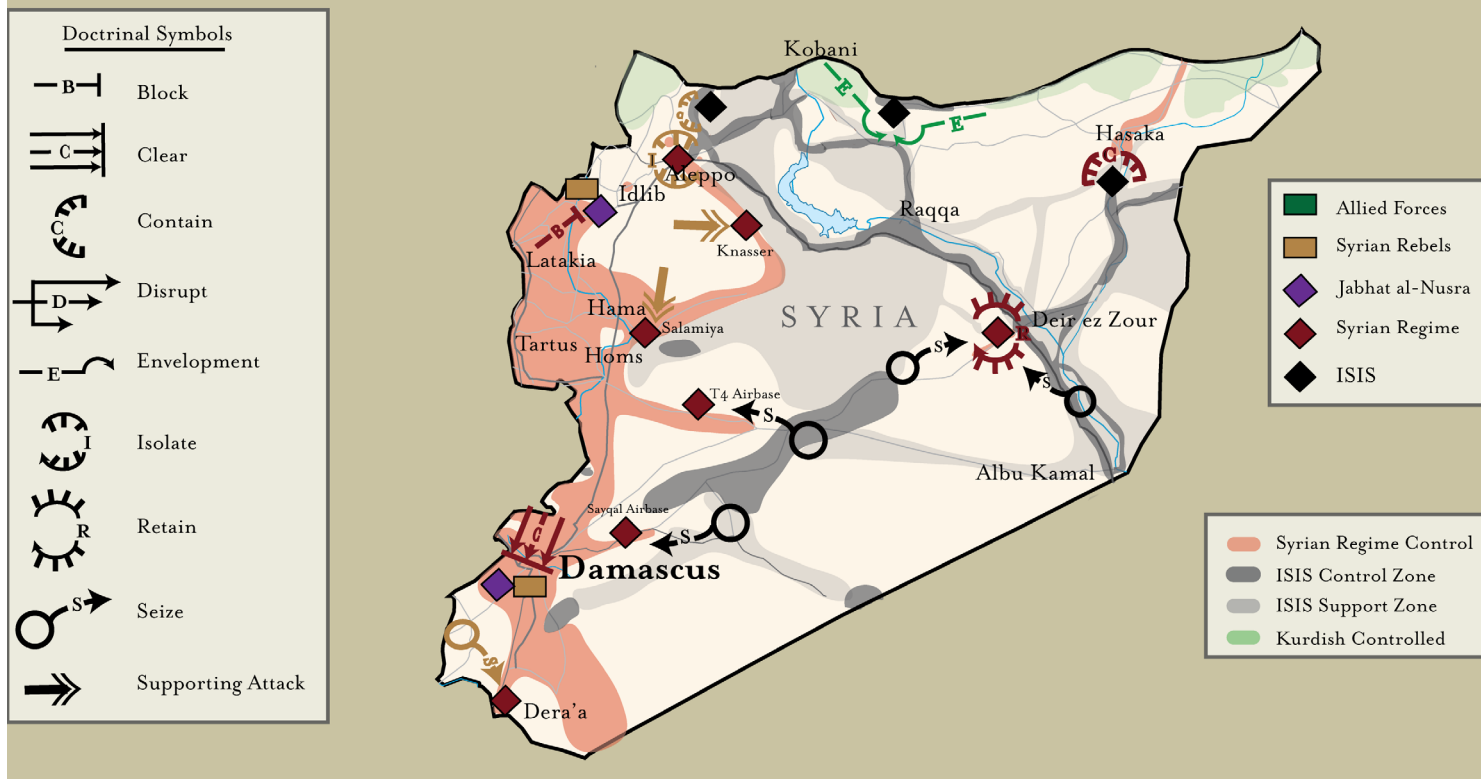 Doctrinal Symbols
B
Block
C
Clear
C
Contain
D
Disrupt
E
Envelopment
I
Isolate
R
Retain
S
Seize
Supporting Attack
Kobani
E
E
C
Hasaka
C
I
Aleppo
Idlib
B
Latakia
Knasser
Raqqa
Hama
Salamiya
SYRIA
Deir ez Zour
R
Tartus
Homs
S
S
T4 Airbase
S
Albu Kamal
Sayqal Airbase
S
C
Damascus
S
Dera'a
Allied Forces
Syrian Rebels
Jabhat al-Nusra
Syrian Regime
ISIS
Syrian Regime Control
ISIS Control Zone
ISIS Support Zone
Kurdish Controlled